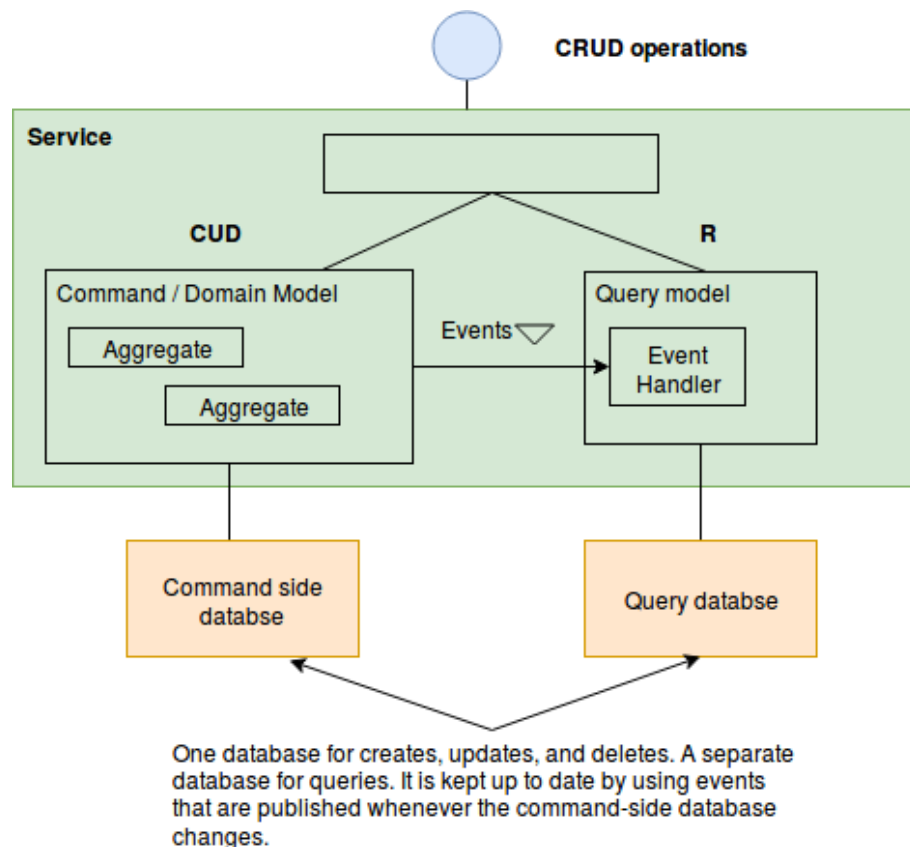 CRUD operations
Service
CUD
R
Command / Domain Model
Query model
Aggregate
Aggregate
Events
Event
Handler
Command side
databse
Query databse
One database for creates, updates, and deletes. A separate
database for queries. It is kept up to date by using events
that are published whenever the command-side database
changes.